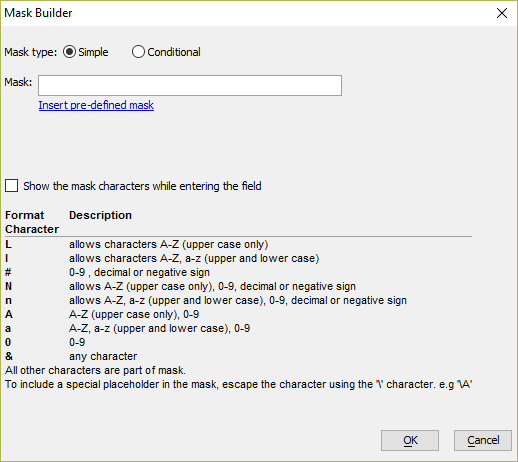 Mask Builder
Mask type: Simple Conditional
Mask:
Insert pre-defined mask
Show the mask characters while entering the field
Format Character Description
L allows characters A-Z (upper case only)
l allows characters A-Z, a-z (upper and lower case)
# 0-9 , decimal or negative sign
N allows A-Z (upper case only), 0-9, decimal or negative sign
n allows A-Z, a-z (upper and lower case), 0-9, decimal or negative sign
A A-Z (upper case only), 0-9
a A-Z, a-z (upper and lower case), 0-9
0 0-9
& any character
All other characters are part of mask.
To include a special placeholder in the mask, escape the character using the '\' character. e.g '\A'
OK Cancel